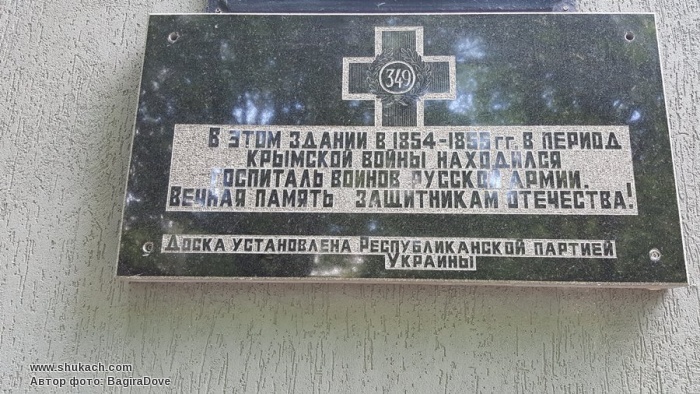 349
В ЭТОМ ЗДАНИИ В 1854-1855 гг. В ПЕРИОД
КРЫМСКОЙ ВОЙНЫ НАХОДИЛСЯ
ГОСПИТАЛЬ ВОИНОВ РУССКОЙ АРМИИ.
ВЕЧНАЯ ПАМЯТЬ ЗАЩИТНИКАМ ОТЕЧЕСТВА!
ДОСКА УСТАНОВЛЕНА РЕСПУБЛИКАНСКОЙ ПАРТИЕЙ
УКРАИНЫ
www.shukach.com
Автор фото: BagiraDove